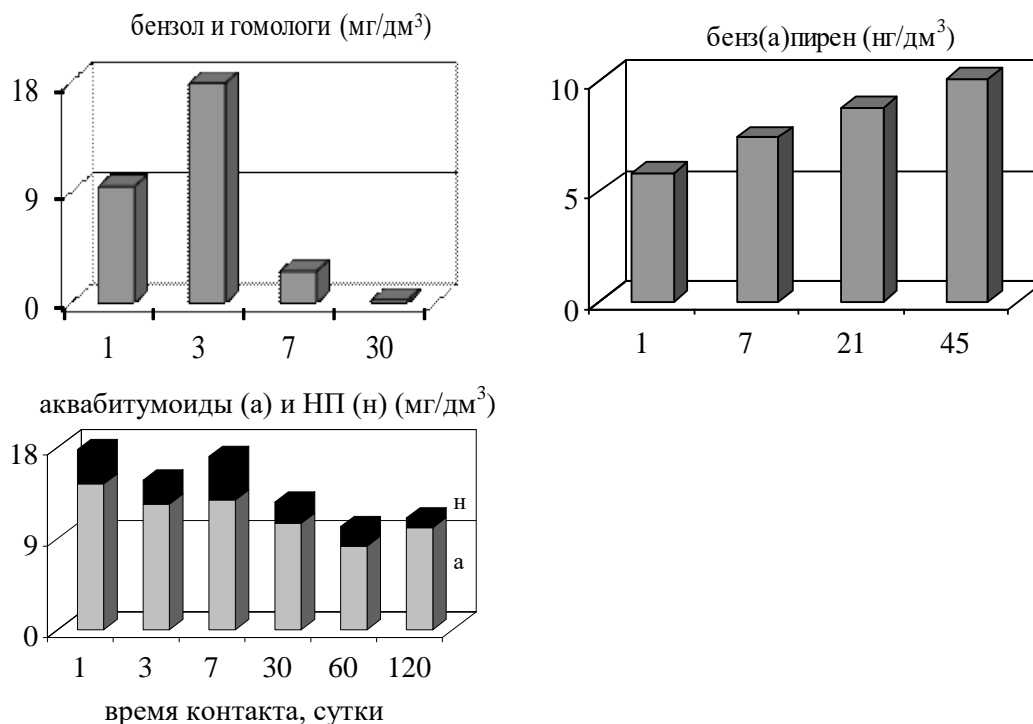 бензол и гомологи (мг/дм³)
18
9
0
1 3 7 30
бенз(а)пирен (нг/дм³)
10
5
0
1 7 21 45
аквабитумоиды (а) и НП (н) (мг/дм³)
18
н
9
а
0
1 3 7 30 60 120
время контакта, сутки